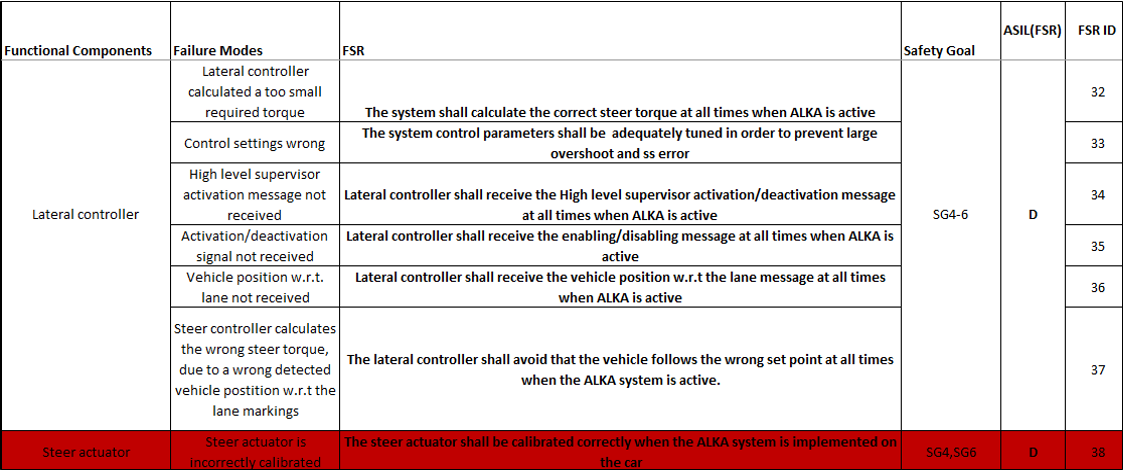 Functional Components Failure Modes FSR Safety Goal ASIL(FSR) FSR ID
Lateral controller
Lateral controller
calculated a too small
required torque
The system shall calculate the correct steer torque at all times when ALKA is active
SG4-6
D
32
Control settings wrong
The system control parameters shall be adequately tuned in order to prevent large
overshoot and ss error
33
High level supervisor
activation message not
received
Lateral controller shall receive the High level supervisor activation/deactivation message
at all times when ALKA is active
34
Activation/deactivation
signal not received
Lateral controller shall receive the enabling/disabling message at all times when ALKA is
active
35
Vehicle position w.r.t.
lane not received
Lateral controller shall receive the vehicle position w.r.t the lane message at all times
when ALKA is active
36
Steer controller calculates
the wrong steer torque,
due to a wrong detected
vehicle postition w.r.t the
lane markings
The lateral controller shall avoid that the vehicle follows the wrong set point at all times
when the ALKA system is active.
37
Steer actuator
Steer actuator is
incorrectly calibrated
The steer actuator shall be calibrated correctly when the ALKA system is implemented on
the car
SG4,SG6
D
38